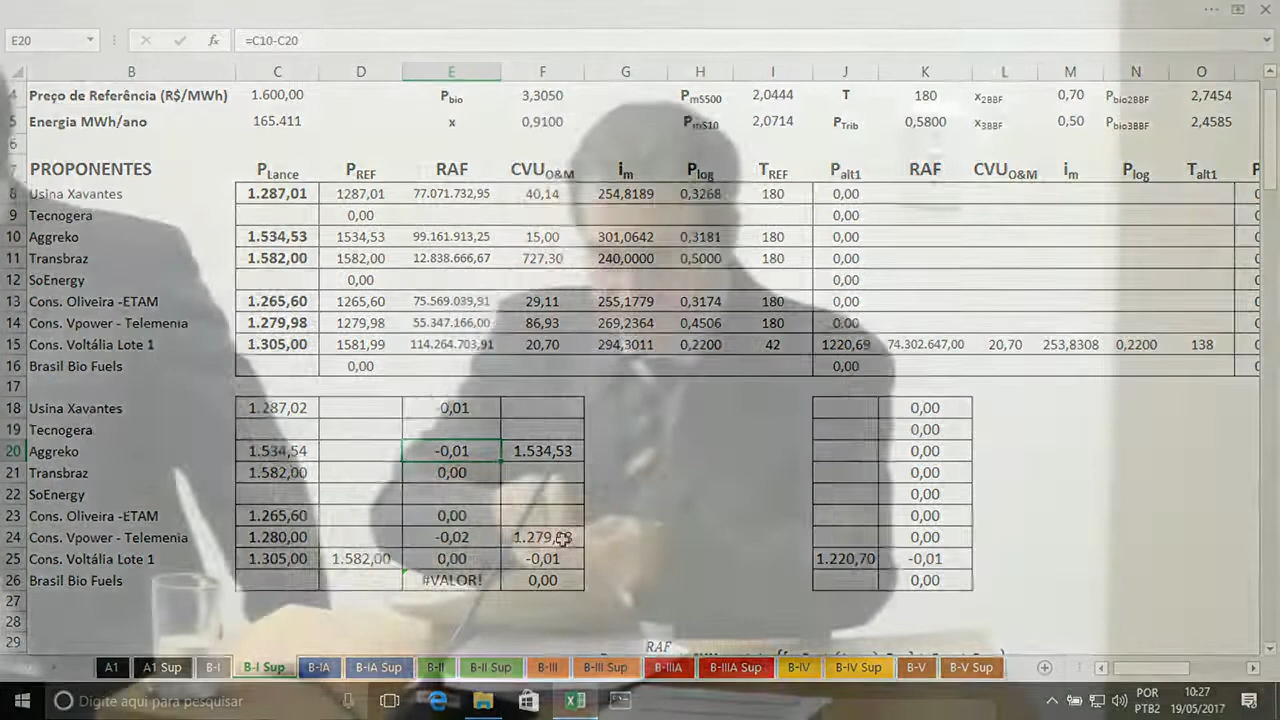 E20 fx =C10-C20
B C D E F G H I J K L M N O
4 Preço de Referência (R$/MWh) 1.600,00 Pbio 3,3050 PmS500 2,0444 T 180 x2BBF 0,70 Pbio2BBF 2,7454
5 Energia MWh/ano 165.411 x 0,9100 PmS10 2,0714 PTrib 0,5800 x3BBF 0,50 Pbio3BBF 2,4585
6
7 PROPONENTES PLance PREF RAF CVUO&M im Plog TREF Palt1 RAF CVUO&M im Plog Talt1 P
8 Usina Xavantes 1.287,01 1287,01 77.071.732,95 40,14 254,8189 0,3268 180 0,00
9 Tecnogera 0,00 0,00
10 Aggreko 1.534,53 1534,53 99.161.913,25 15,00 301,0642 0,3181 180 0,00
11 Transbraz 1.582,00 1582,00 12.838.666,67 727,30 240,0000 0,5000 180 0,00
12 SoEnergy 0,00 0,00
13 Cons. Oliveira -ETAM 1.265,60 1265,60 75.569.039,91 29,11 255,1779 0,3174 180 0,00
14 Cons. Vpower - Telemenia 1.279,98 1279,98 55.347.166,00 86,93 269,2364 0,4506 180 0,00
15 Cons. Voltália Lote 1 1.305,00 1581,99 114.264.703,91 20,70 294,3011 0,2200 42 1220,69 74.302.647,00 20,70 253,8308 0,2200 138
16 Brasil Bio Fuels 0,00 0,00
17
18 Usina Xavantes 1.287,02 -0,01 0,00
19 Tecnogera 0,00
20 Aggreko 1.534,54 -0,01 1.534,53 0,00
21 Transbraz 1.582,00 0,00 0,00
22 SoEnergy 0,00
23 Cons. Oliveira -ETAM 1.265,60 0,00 0,00
24 Cons. Vpower - Telemenia 1.280,00 -0,02 0,00
25 Cons. Voltália Lote 1 1.305,00 1.582,00 0,00 -0,01 1.220,70 -0,01
26 Brasil Bio Fuels #VALOR! 0,00 0,00
27
28
29 RAF
A1 A1 Sup B-I B-I Sup B-IA B-IA Sup B-II B-II Sup B-III B-III Sup B-IIIA B-IIIA Sup B-IV B-IV Sup B-V B-V Sup
Digite aqui para pesquisar
POR 10:27
PTB2 19/05/2017